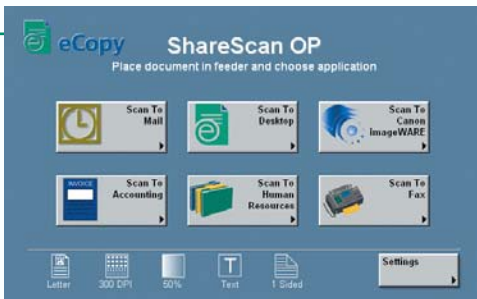 eCopy
ShareScan OP
Place document in feeder and choose application
Scan To
Mail
Scan To
Desktop
Scan To
Canon
ImageWARE
INVOICE
Scan To
Accounting
Scan To
Human
Resources
Scan To
Fax
Letter
300 DPI
50%
T
Text
1 Sided
Settings